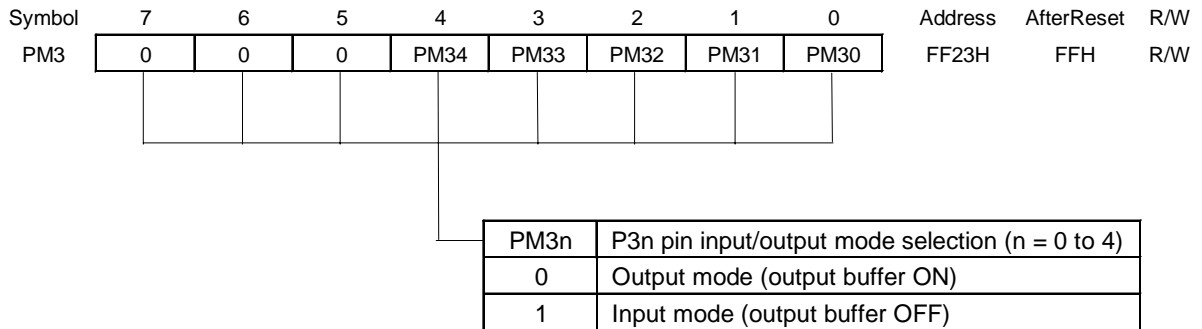 Symbol 7 6 5 4 3 2 1 0 Address AfterReset R/W
PM3 0 0 0 PM34 PM33 PM32 PM31 PM30 FF23H FFH R/W
PM3n P3n pin input/output mode selection (n = 0 to 4)
0 Output mode (output buffer ON)
1 Input mode (output buffer OFF)